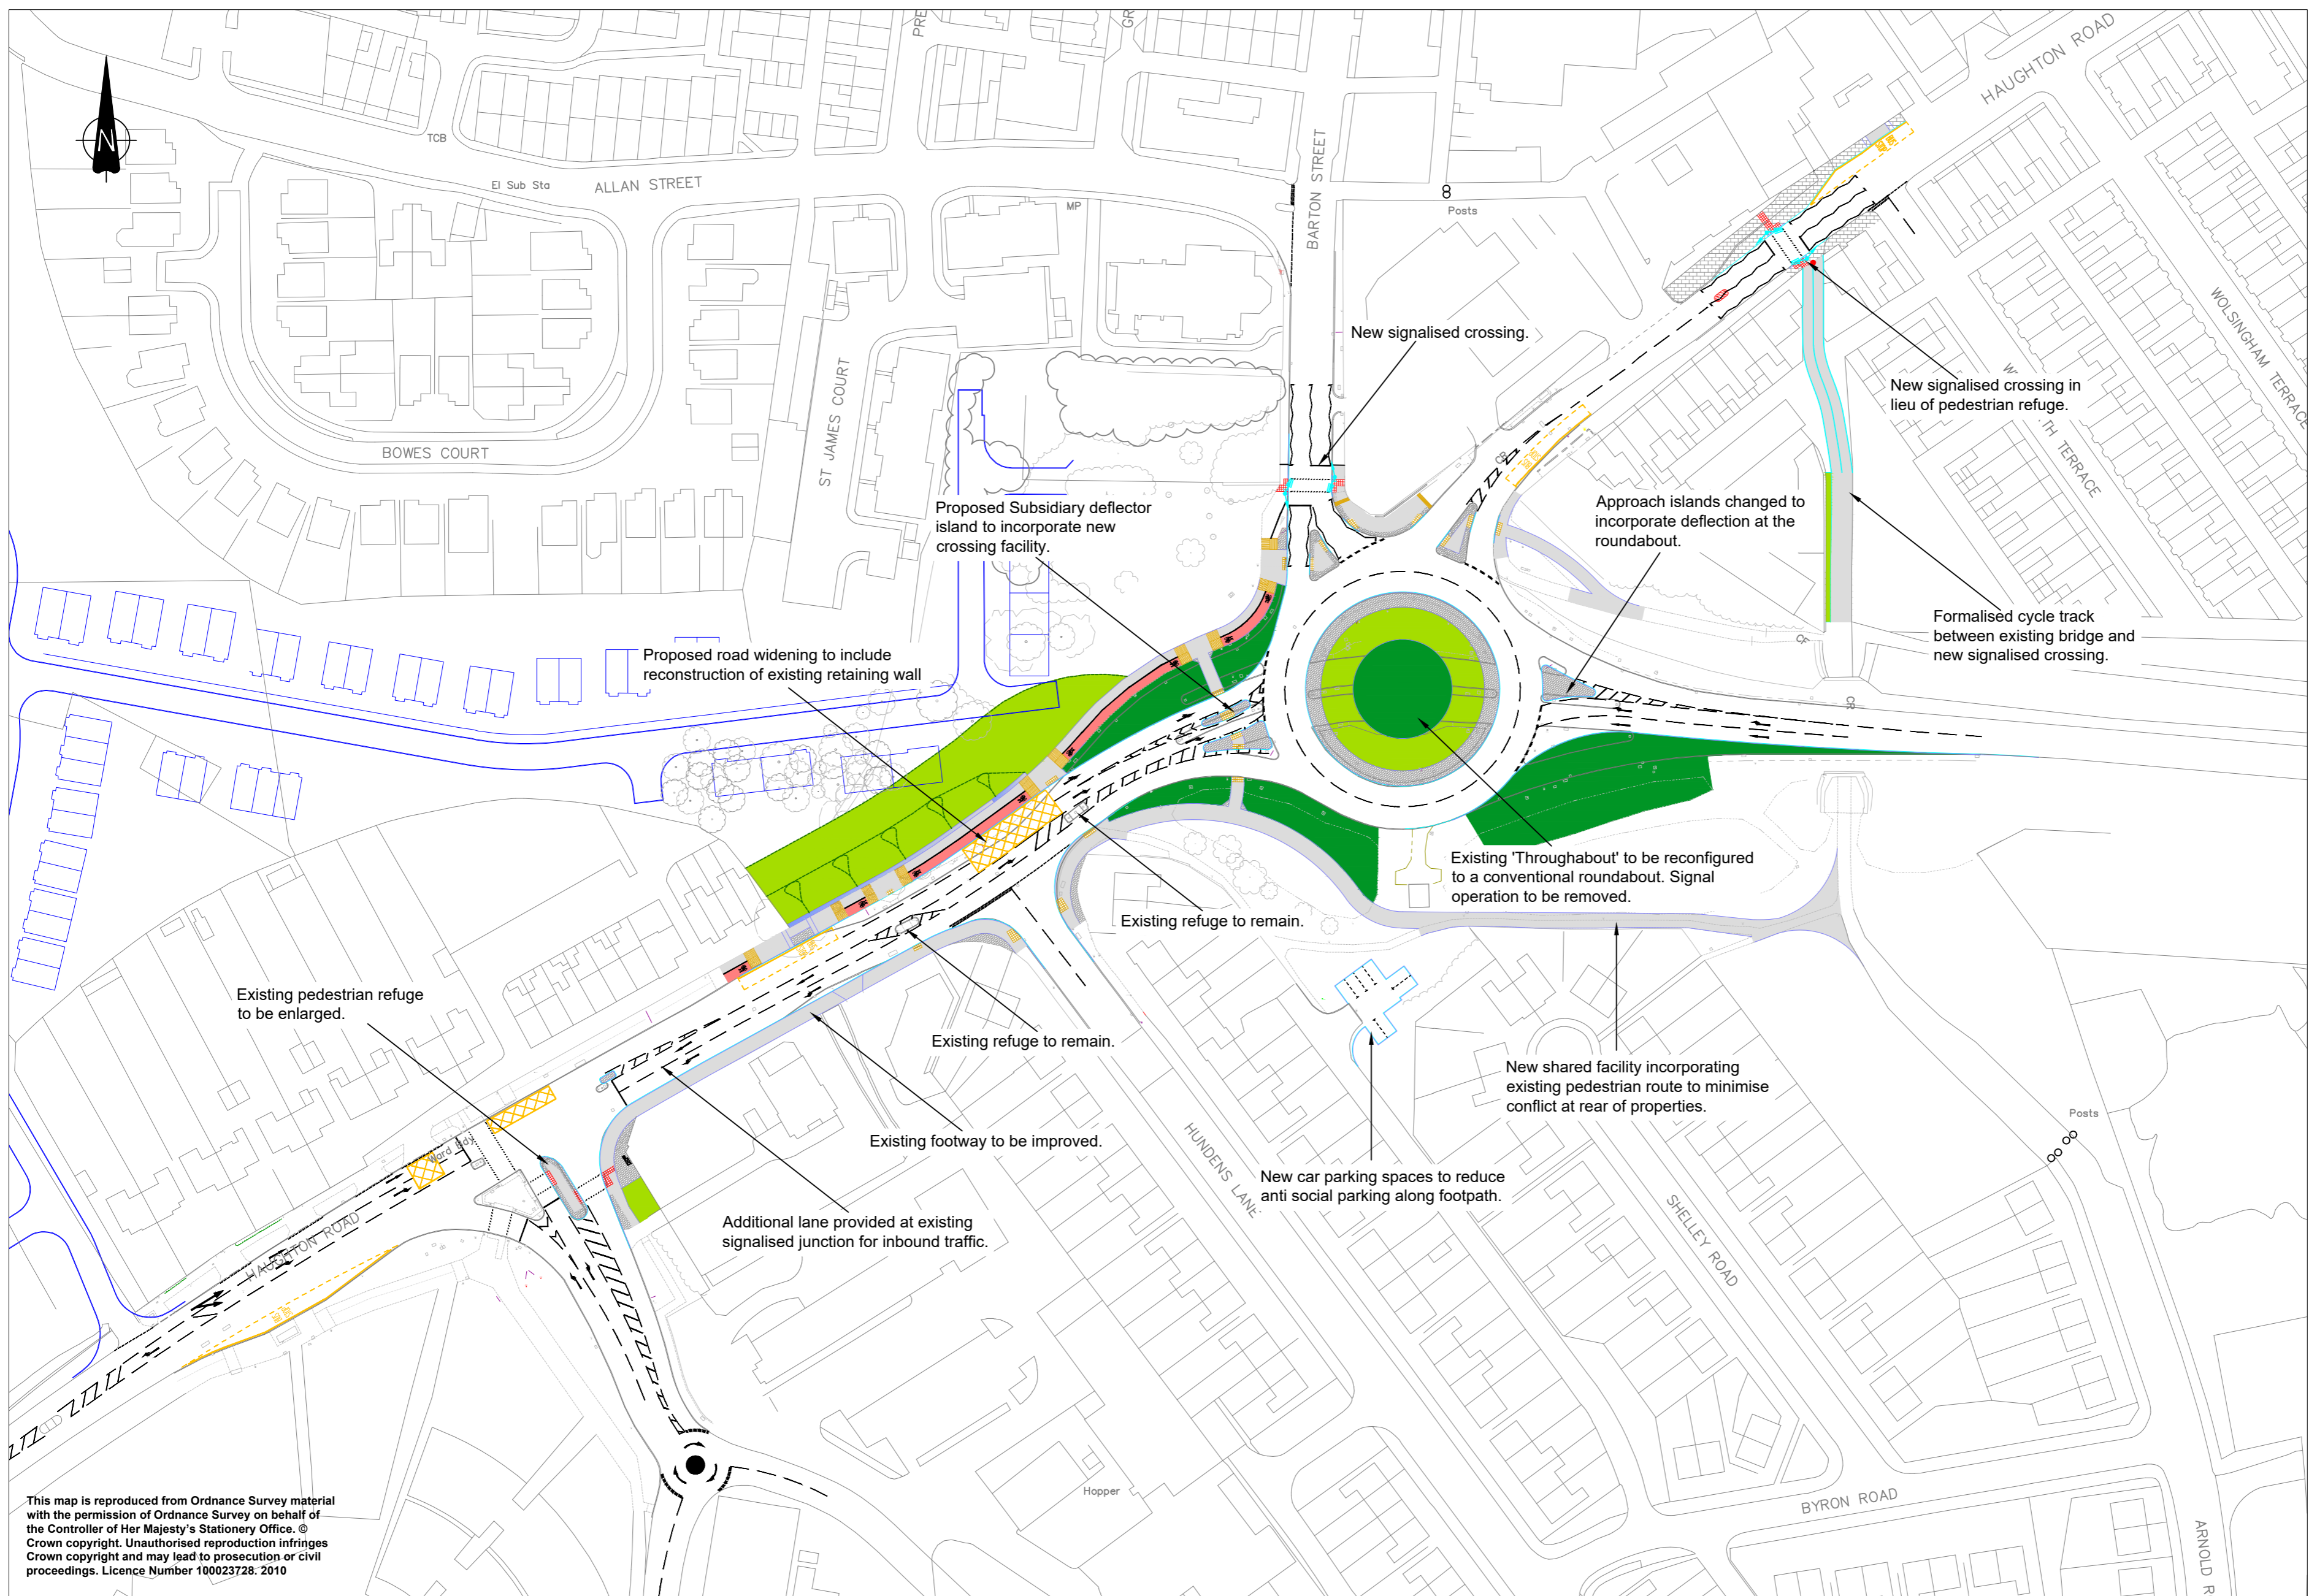 PRE
GR
HAUGHTON ROAD
N
TCB
El Sub Sta
ALLAN STREET
MP
BARTON STREET
Posts
WOLSINGHAM TERRACE
TH TERRACE
New signalised crossing.
New signalised crossing in
lieu of pedestrian refuge.
ST JAMES COURT
BOWES COURT
CB
Proposed Subsidiary deflector
island to incorporate new
crossing facility.
Approach islands changed to
incorporate deflection at the
roundabout.
Formalised cycle track
between existing bridge and
new signalised crossing.
CF
CR
Proposed road widening to include
reconstruction of existing retaining wall
Existing 'Throughabout' to be reconfigured
to a conventional roundabout. Signal
operation to be removed.
Existing refuge to remain.
Existing pedestrian refuge
to be enlarged.
Existing refuge to remain.
New shared facility incorporating
existing pedestrian route to minimise
conflict at rear of properties.
Posts
Existing footway to be improved.
Ward Bdy
HUNDENS LANE
New car parking spaces to reduce
anti social parking along footpath.
SHELLEY ROAD
Additional lane provided at existing
signalised junction for inbound traffic.
HAUGHTON ROAD
Hopper
BYRON ROAD
ARNOLD R
This map is reproduced from Ordnance Survey material
with the permission of Ordnance Survey on behalf of
the Controller of Her Majesty's Stationery Office. ©
Crown copyright. Unauthorised reproduction infringes
Crown copyright and may lead to prosecution or civil
proceedings. Licence Number 100023728. 2010